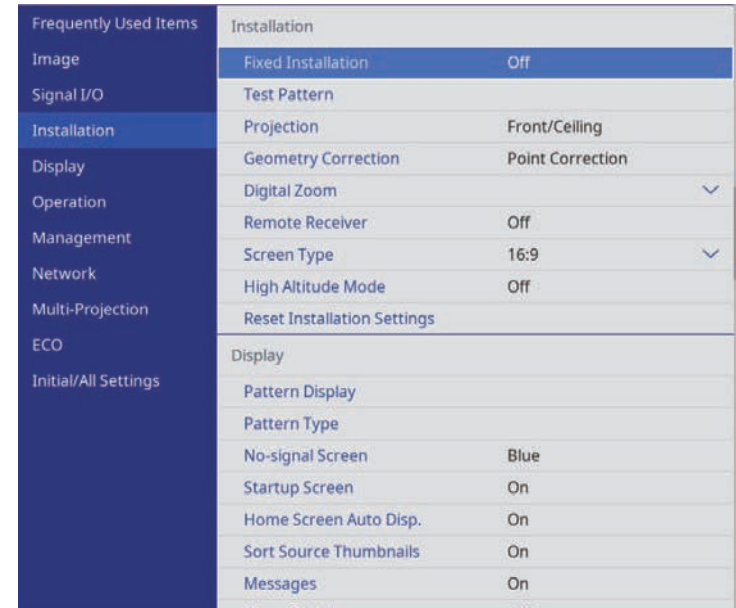 Frequently Used Items
Image
Signal I/O
Installation
Display
Operation
Management
Network
Multi-Projection
ECO
Initial/All Settings
Installation
Fixed Installation Off
Test Pattern
Projection Front/Ceiling
Geometry Correction Point Correction
Digital Zoom
Remote Receiver Off
Screen Type 16:9
High Altitude Mode Off
Reset Installation Settings
Display
Pattern Display
Pattern Type
No-signal Screen Blue
Startup Screen On
Home Screen Auto Disp. On
Sort Source Thumbnails On
Messages On